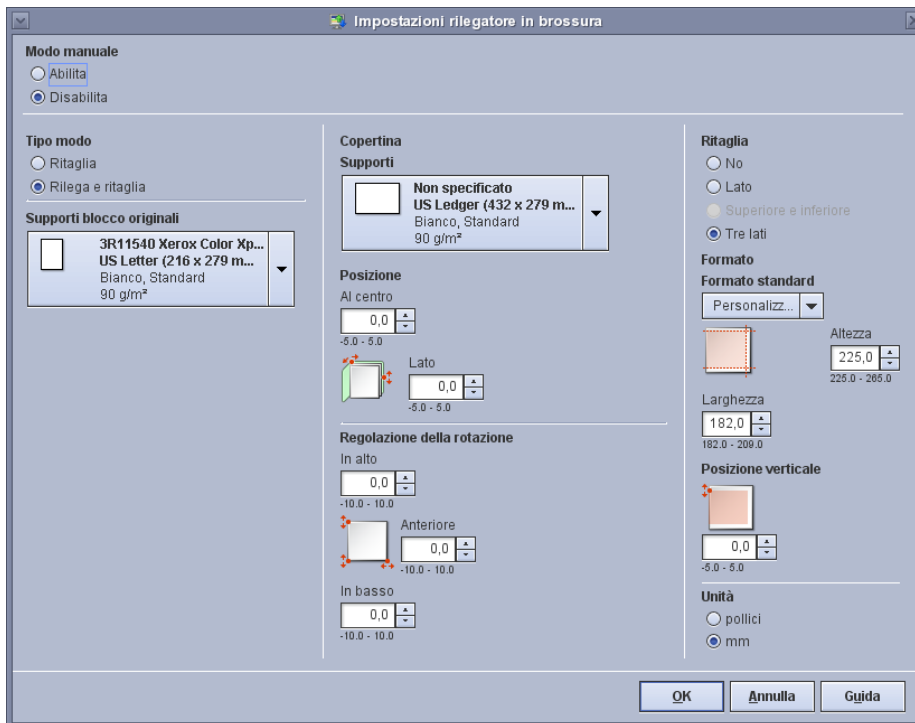 Impostazioni rilegatore in brossura
Modo manuale
Abilita
Disabilita
Tipo modo
Ritaglia
Rilega e ritaglia
Supporti blocco originali
3R11540 Xerox Color Xp...
US Letter (216 x 279 m...
Bianco, Standard
90 g/m²
Copertina
Supporti
Non specificato
US Ledger (432 x 279 m...
Bianco, Standard
90 g/m²
Posizione
Al centro
0,0
-5.0 - 5.0
Lato
0,0
-5.0 - 5.0
Regolazione della rotazione
In alto
0,0
-10.0 - 10.0
Anteriore
0,0
-10.0 - 10.0
In basso
0,0
-10.0 - 10.0
Ritaglia
No
Lato
Superiore e inferiore
Tre lati
Formato
Formato standard
Personalizz...
Altezza
225,0
225.0 - 265.0
Larghezza
182,0
182.0 - 209.0
Posizione verticale
0,0
-5.0 - 5.0
Unità
pollici
mm
OK
Annulla
Guida